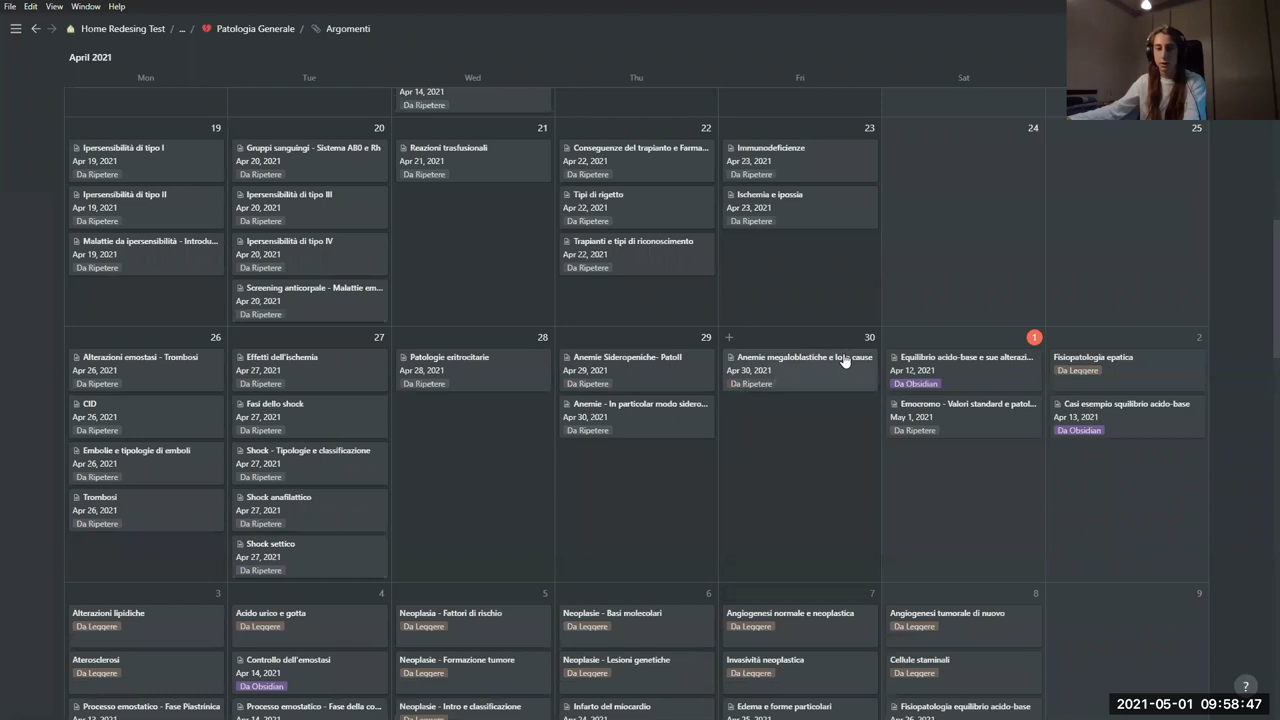 File Edit View Window Help
Home Redesing Test / ... / Patologia Generale / Argomenti
April 2021
Mon Tue Wed Thu Fri Sat
Apr 14, 2021
Da Ripetere
19 20 21 22 23 24 25
Ipersensibilità di tipo I
Apr 19, 2021
Da Ripetere
Ipersensibilità di tipo II
Apr 19, 2021
Da Ripetere
Malattie da ipersensibilità - Introdu...
Apr 19, 2021
Da Ripetere
Gruppi sanguingi - Sistema AB0 e Rh
Apr 20, 2021
Da Ripetere
Ipersensibilità di tipo III
Apr 20, 2021
Da Ripetere
Ipersensibilità di tipo IV
Apr 20, 2021
Da Ripetere
Screening anticorpale - Malattie em...
Apr 20, 2021
Da Ripetere
Reazioni trasfusionali
Apr 21, 2021
Da Ripetere
Conseguenze del trapianto e Farma...
Apr 22, 2021
Da Ripetere
Tipi di rigetto
Apr 22, 2021
Da Ripetere
Trapianti e tipi di riconoscimento
Apr 22, 2021
Da Ripetere
Immunodeficienze
Apr 23, 2021
Da Ripetere
Ischemia e ipossia
Apr 23, 2021
Da Ripetere
26 27 28 29 30 1 2
Alterazioni emostasi - Trombosi
Apr 26, 2021
Da Ripetere
CID
Apr 26, 2021
Da Ripetere
Embolie e tipologie di emboli
Apr 26, 2021
Da Ripetere
Trombosi
Apr 26, 2021
Da Ripetere
Effetti dell'ischemia
Apr 27, 2021
Da Ripetere
Fasi dello shock
Apr 27, 2021
Da Ripetere
Shock - Tipologie e classificazione
Apr 27, 2021
Da Ripetere
Shock anafilattico
Apr 27, 2021
Da Ripetere
Shock settico
Apr 27, 2021
Da Ripetere
Patologie eritrocitarie
Apr 28, 2021
Da Ripetere
Anemie Sideropeniche- Patoll
Apr 29, 2021
Da Ripetere
Anemie - In particolar modo sidero...
Apr 30, 2021
Da Ripetere
Anemie megaloblastiche e loro cause
Apr 30, 2021
Da Ripetere
Equilibrio acido-base e sue alterazi...
Apr 12, 2021
Da Obsidian
Emocromo - Valori standard e patol...
May 1, 2021
Da Ripetere
Fisiopatologia epatica
Da Leggere
Casi esempio squilibrio acido-base
Apr 13, 2021
Da Obsidian
3 4 5 6 7 8 9
Alterazioni lipidiche
Da Leggere
Aterosclerosi
Da Leggere
Processo emostatico - Fase Piastrinica
Acido urico e gotta
Da Leggere
Controllo dell'emostasi
Apr 14, 2021
Da Obsidian
Processo emostatico - Fase della co...
Neoplasia - Fattori di rischio
Da Leggere
Neoplasie - Formazione tumore
Da Leggere
Neoplasie - Intro e classificazione
Neoplasie - Basi molecolari
Da Leggere
Neoplasie - Lesioni genetiche
Da Leggere
Infarto del miocardio
Angiogenesi normale e neoplastica
Da Leggere
Invasività neoplastica
Da Leggere
Edema e forme particolari
Angiogenesi tumorale di nuovo
Da Leggere
Cellule staminali
Da Leggere
Fisiopatologia equilibrio acido-base
?
2021-05-01 09:58:47